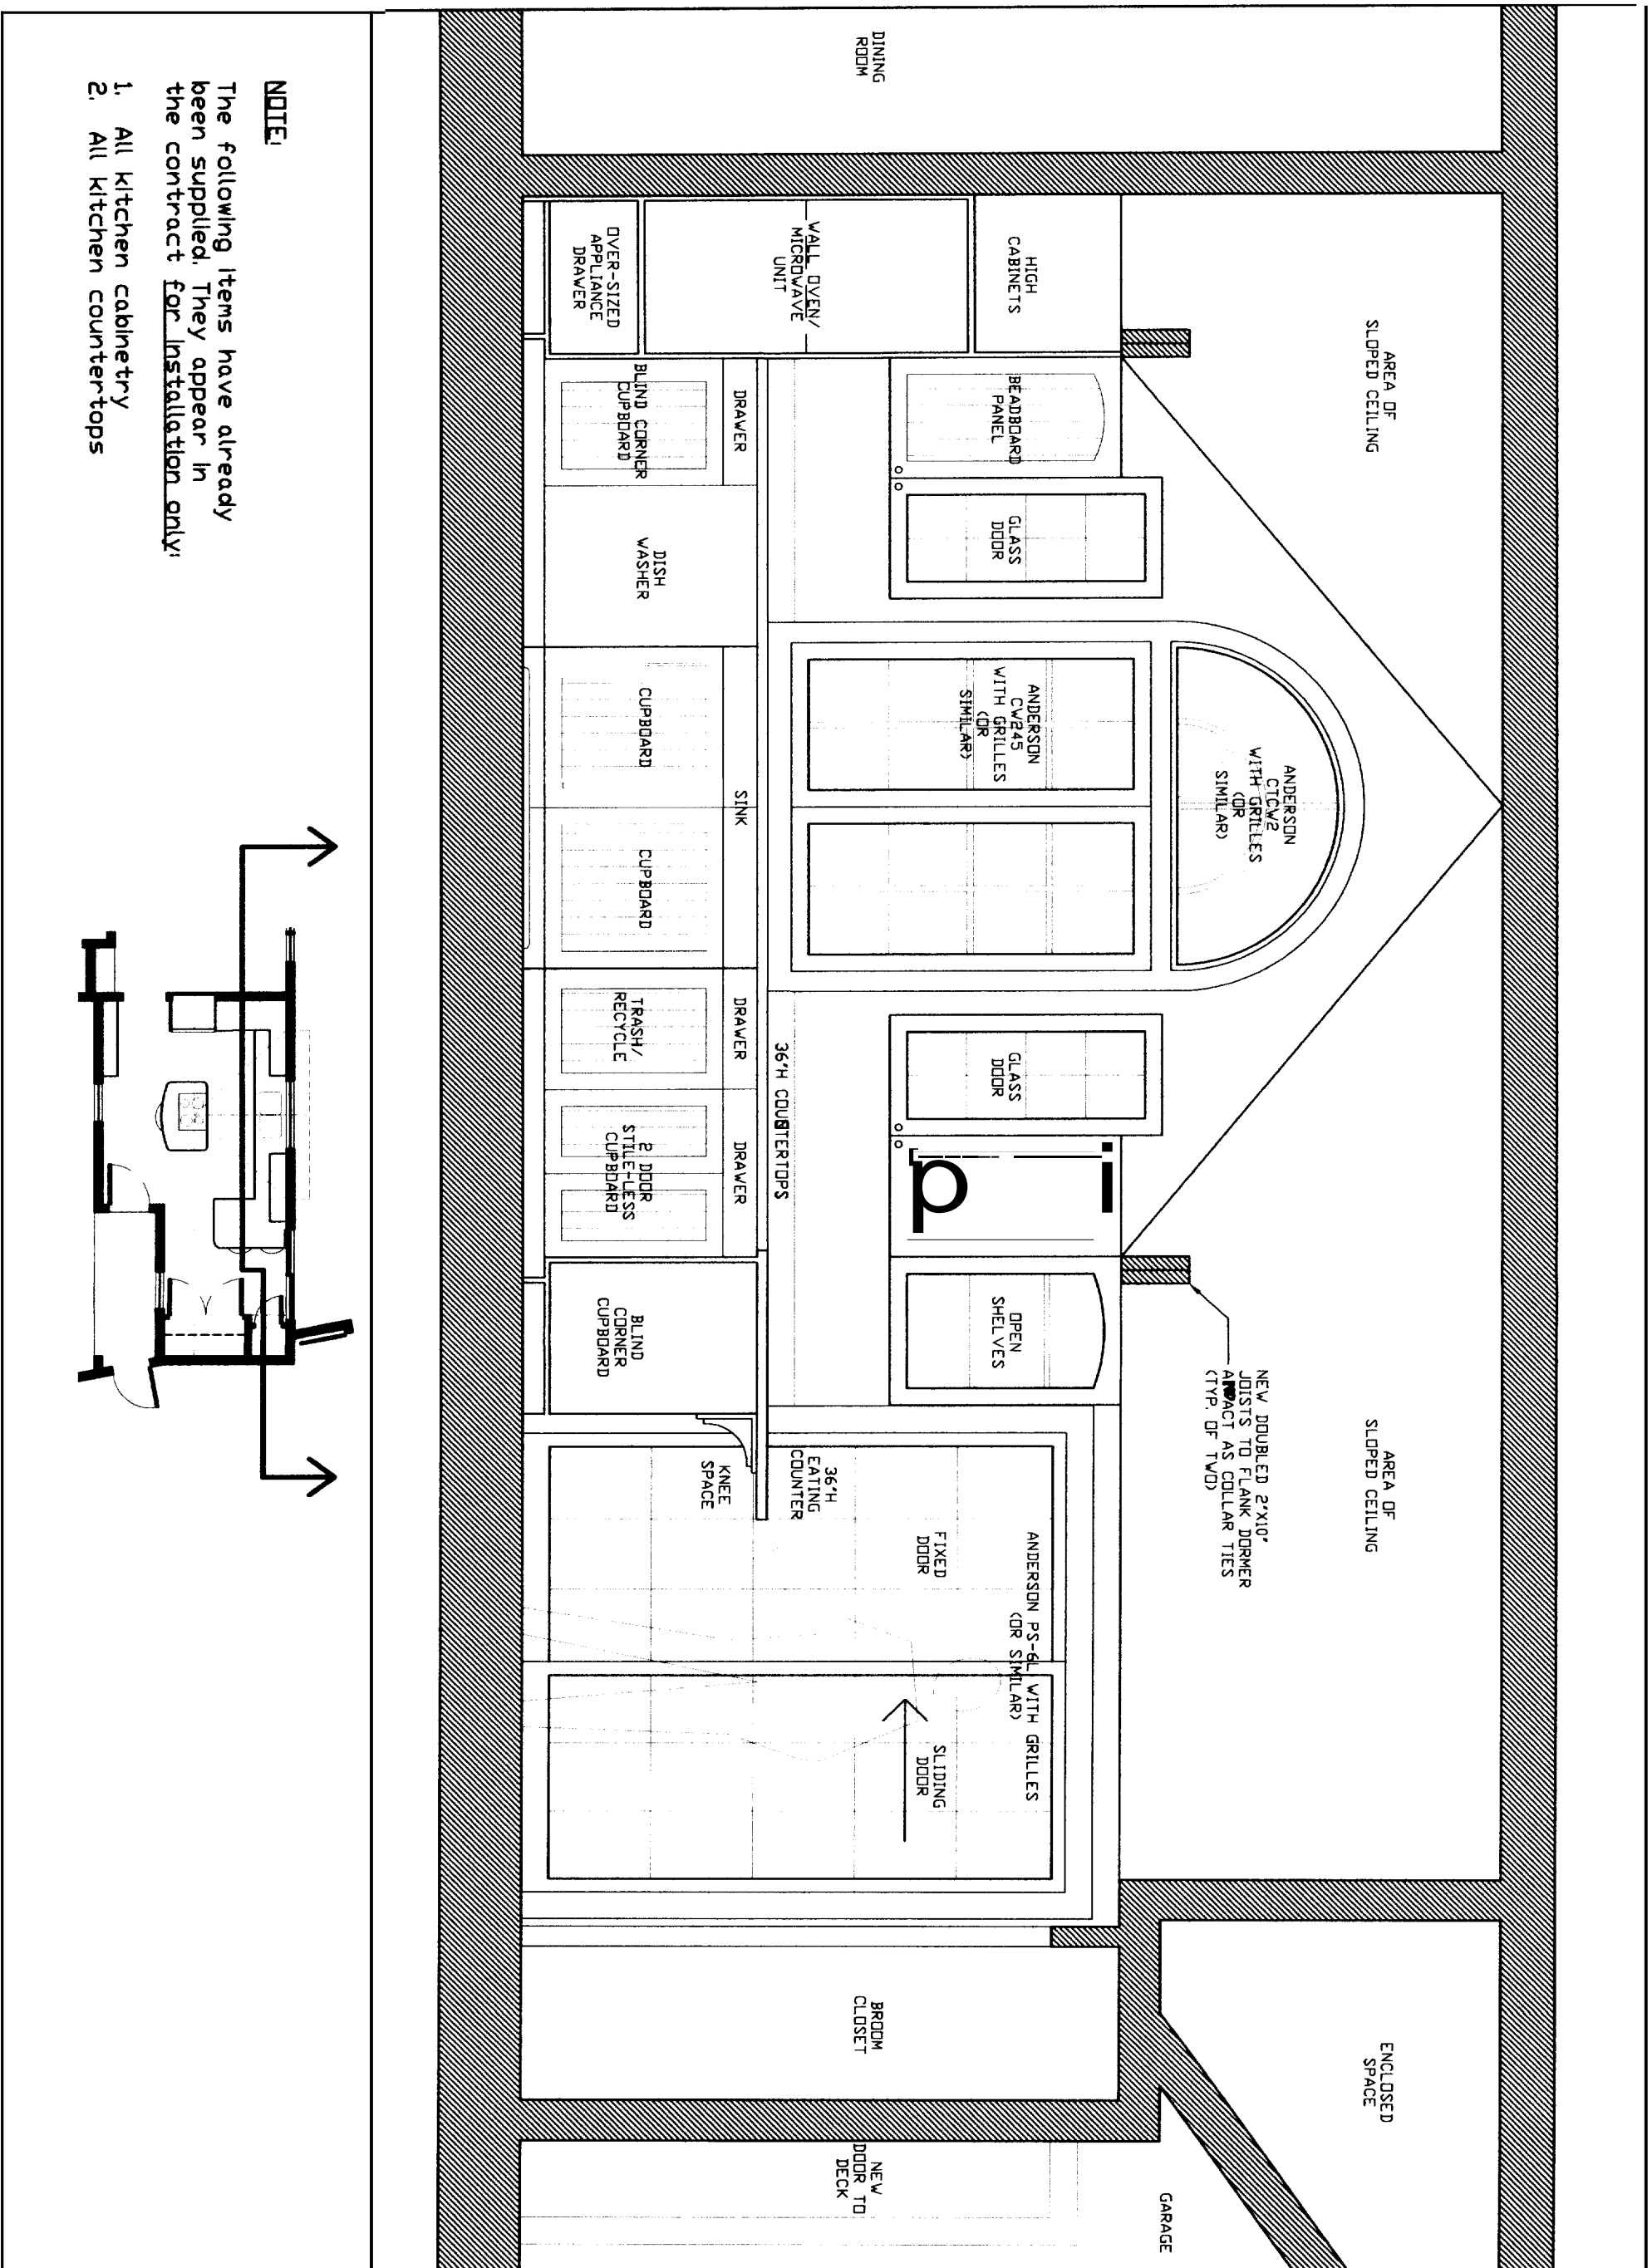 DINING
ROOM
AREA OF
SLOPED CEILING
AREA OF
SLOPED CEILING
ENCLOSED
SPACE
HIGH
CABINETS
WALL OVEN/
MICROWAVE
UNIT
OVER-SIZED
APPLIANCE
DRAWER
BEADBOARD
PANEL
GLASS
DOOR
ANDERSON
CTCW2
WITH GRILLES
(OR
SIMILAR)
ANDERSON
CW245
WITH GRILLES
(OR
SIMILAR)
GLASS
DOOR
p i
OPEN
SHELVES
NEW DOUBLED 2"X10"
JOISTS TO FLANK DORMER
ACT AS COLLAR TIES
(TYP. OF TWO)
36"H COUNTERTOPS
DRAWER
BLIND CORNER
CUPBOARD
DISH
WASHER
SINK
CUPBOARD
CUPBOARD
DRAWER
TRASH/
RECYCLE
DRAWER
2 DOOR
STILE-LESS
CUPBOARD
BLIND
CORNER
CUPBOARD
36"H
EATING
COUNTER
KNEE
SPACE
ANDERSON PS-6L WITH GRILLES
(OR SIMILAR)
FIXED
DOOR
SLIDING
DOOR
BROOM
CLOSET
GARAGE
NEW
DOOR TO
DECK
NOTE:
The following items have already
been supplied. They appear in
the contract for installation only:
1. All kitchen cabinetry
2. All kitchen countertops